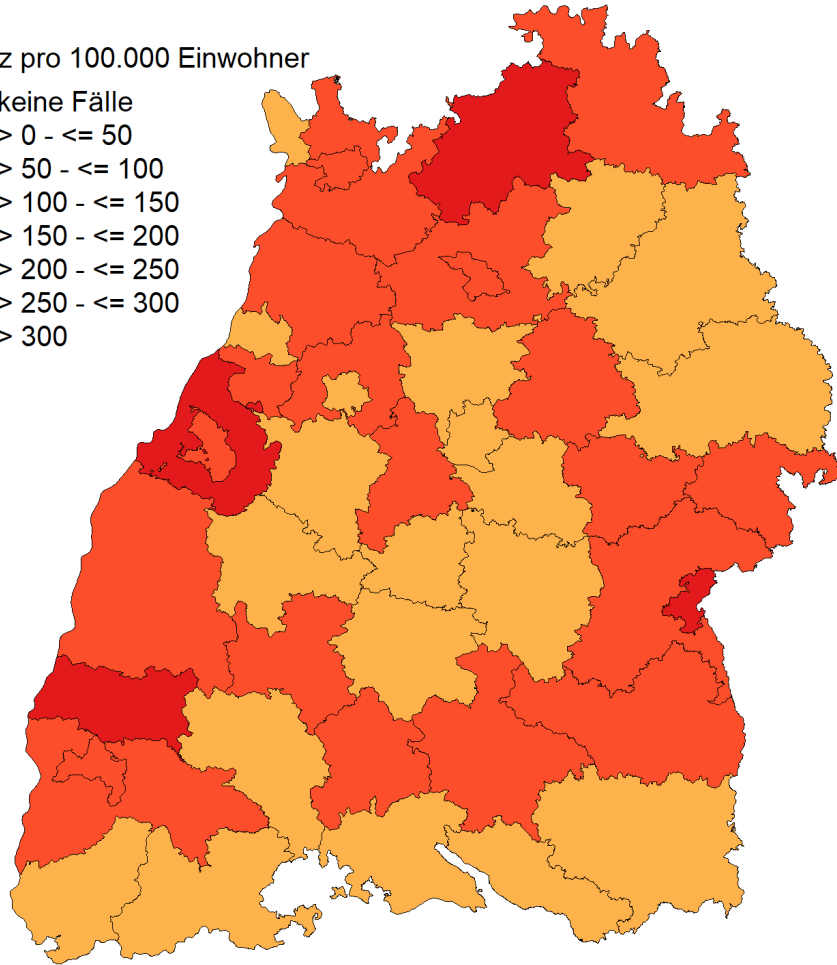 z pro 100.000 Einwohner
keine Fälle
> 0 - <= 50
> 50 - <= 100
> 100 - <= 150
> 150 - <= 200
> 200 - <= 250
> 250 - <= 300
> 300